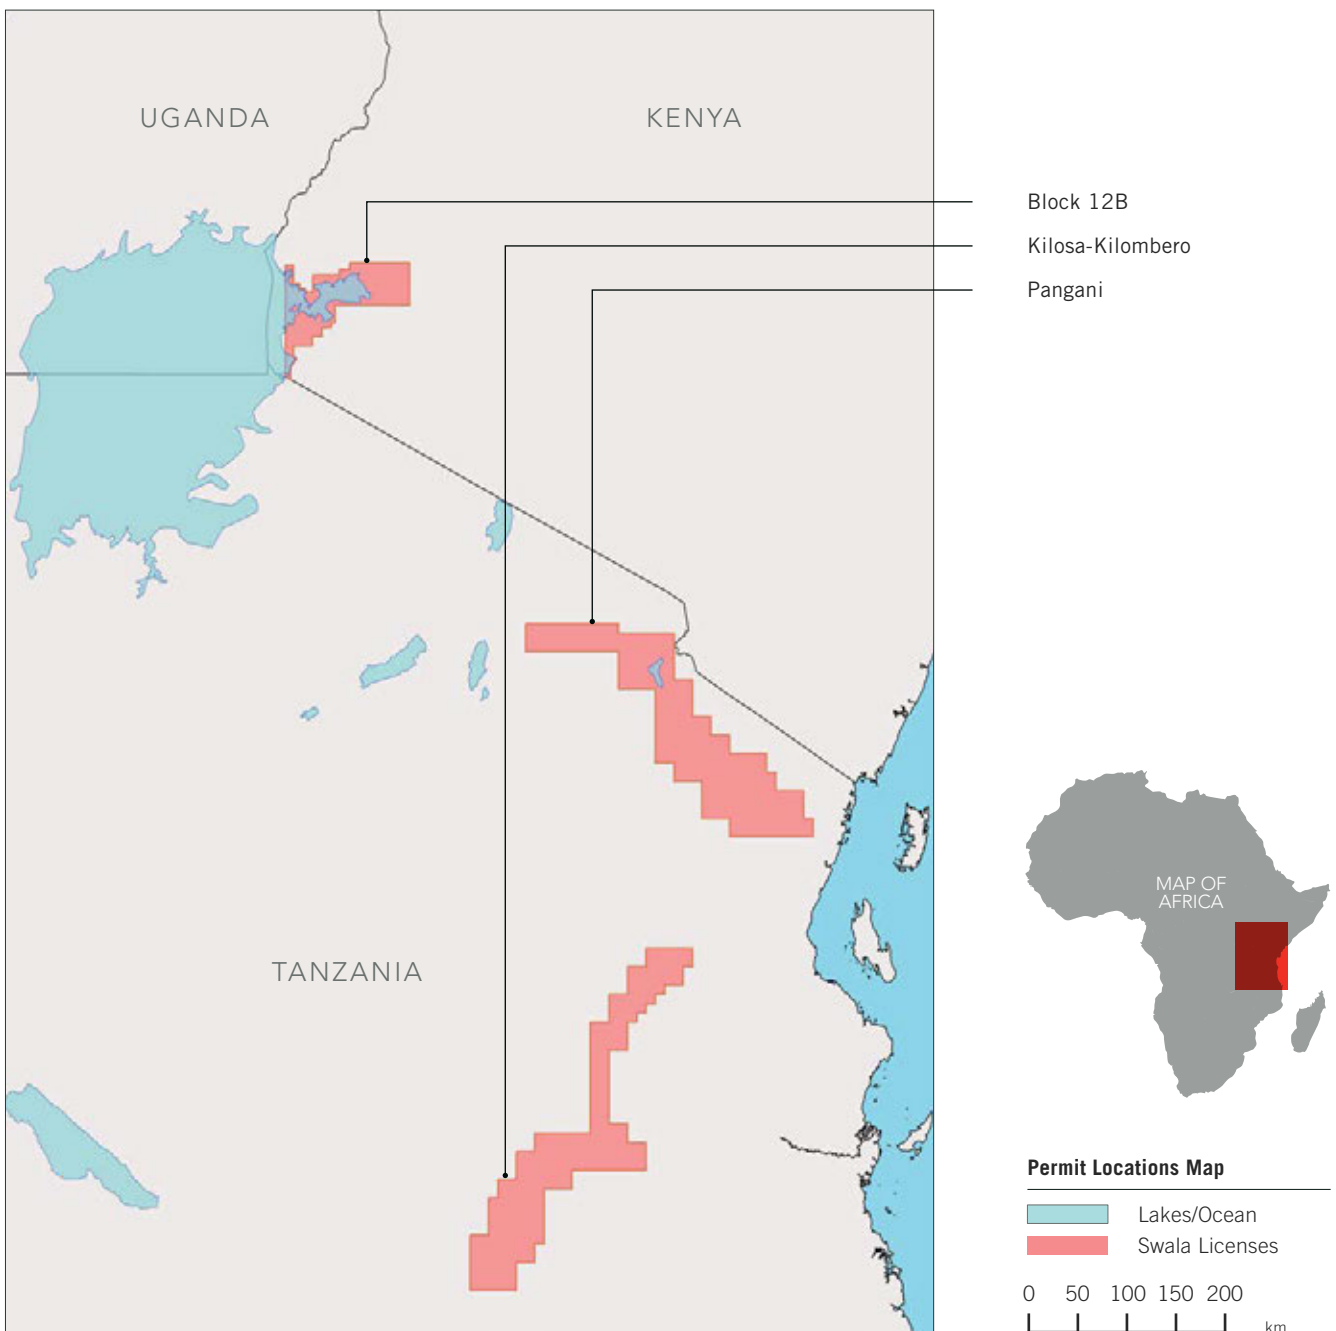 UGANDA
KENYA
Block 12B
Kilosa-Kilombero
Pangani
TANZANIA
MAP OF
AFRICA
Permit Locations Map
Lakes/Ocean
Swala Licenses
0 50 100 150 200
km